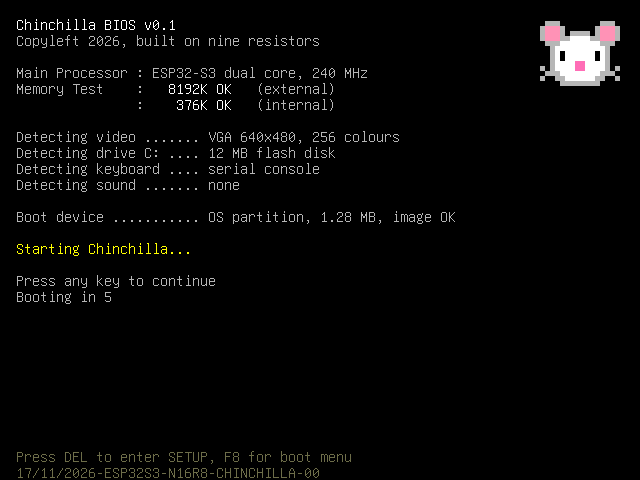 Chinchilla BIOS v0.1
Copyleft 2026, built on nine resistors
Main Processor : ESP32-S3 dual core, 240 MHz
Memory Test    :   8192K OK   (external)
               :    376K OK   (internal)
Detecting video ....... VGA 640x480, 256 colours
Detecting drive C: .... 12 MB flash disk
Detecting keyboard .... serial console
Detecting sound ....... none
Boot device ........... OS partition, 1.28 MB, image OK
Starting Chinchilla...
Press any key to continue
Booting in 5
Press DEL to enter SETUP, F8 for boot menu
17/11/2026-ESP32S3-N16R8-CHINCHILLA-00